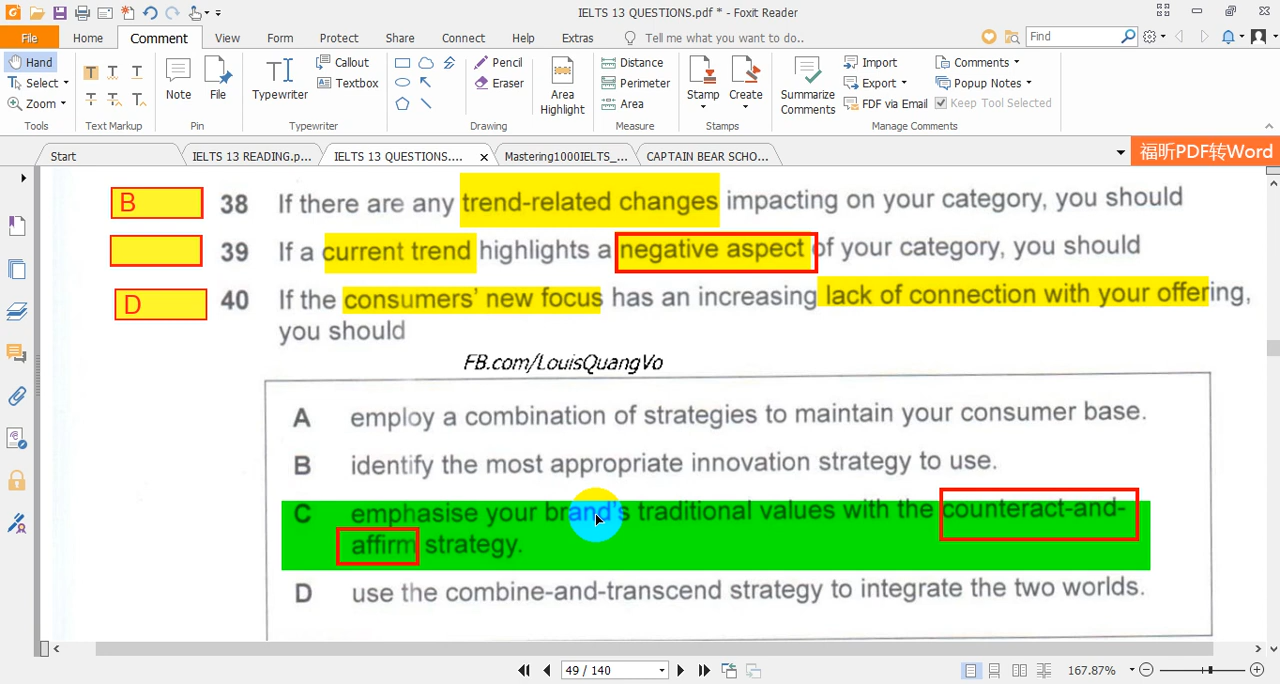 IELTS 13 QUESTIONS.pdf * - Foxit Reader
File Home Comment View Form Protect Share Connect Help Extras Tell me what you want to do.. Find
Hand Select Zoom Tools
Text Markup
Note File Pin
Typewriter Callout Textbox Typewriter
Pencil Eraser Area Highlight Drawing
Distance Perimeter Area Measure
Stamp Create Stamps
Summarize Comments Import Export FDF via Email Comments Popup Notes Keep Tool Selected Manage Comments
Start IELTS 13 READING.p... IELTS 13 QUESTIONS.... Mastering1000IELTS_... CAPTAIN BEAR SCHO... 福昕PDF转Word
B 38 If there are any trend-related changes impacting on your category, you should
39 If a current trend highlights a negative aspect of your category, you should
D 40 If the consumers' new focus has an increasing lack of connection with your offering,
you should
FB.com/LouisQuangVo
A employ a combination of strategies to maintain your consumer base.
B identify the most appropriate innovation strategy to use.
C emphasise your brand's traditional values with the counteract-and-
affirm strategy.
D use the combine-and-transcend strategy to integrate the two worlds.
49 / 140 167.87%